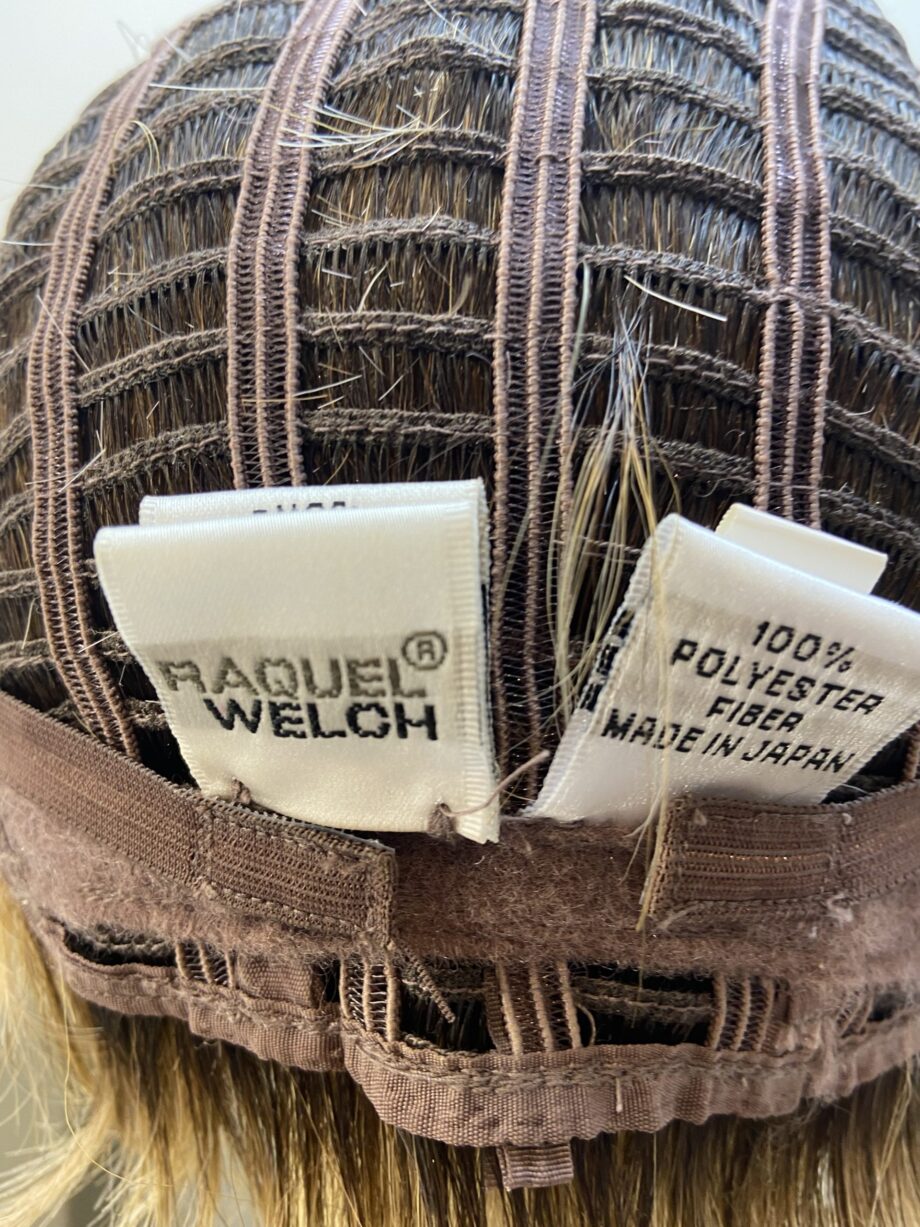 RAQUEL®
WELCH
100%
POLYESTER
FIBER
MADE IN JAPAN